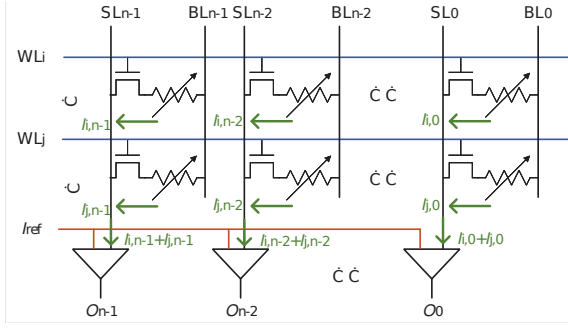 SLn-1 BLn-1 SLn-2 BLn-2 SL0 BL0
WLi
Ċ Ċ Ċ
Ii,n-1 Ii,n-2 Ii,0
WLj
Ċ Ċ Ċ
Ij,n-1 Ij,n-2 Ij,0
Iref
Ii,n-1+Ij,n-1 Ii,n-2+Ij,n-2 Ii,0+Ij,0
Ċ Ċ
On-1 On-2 O0